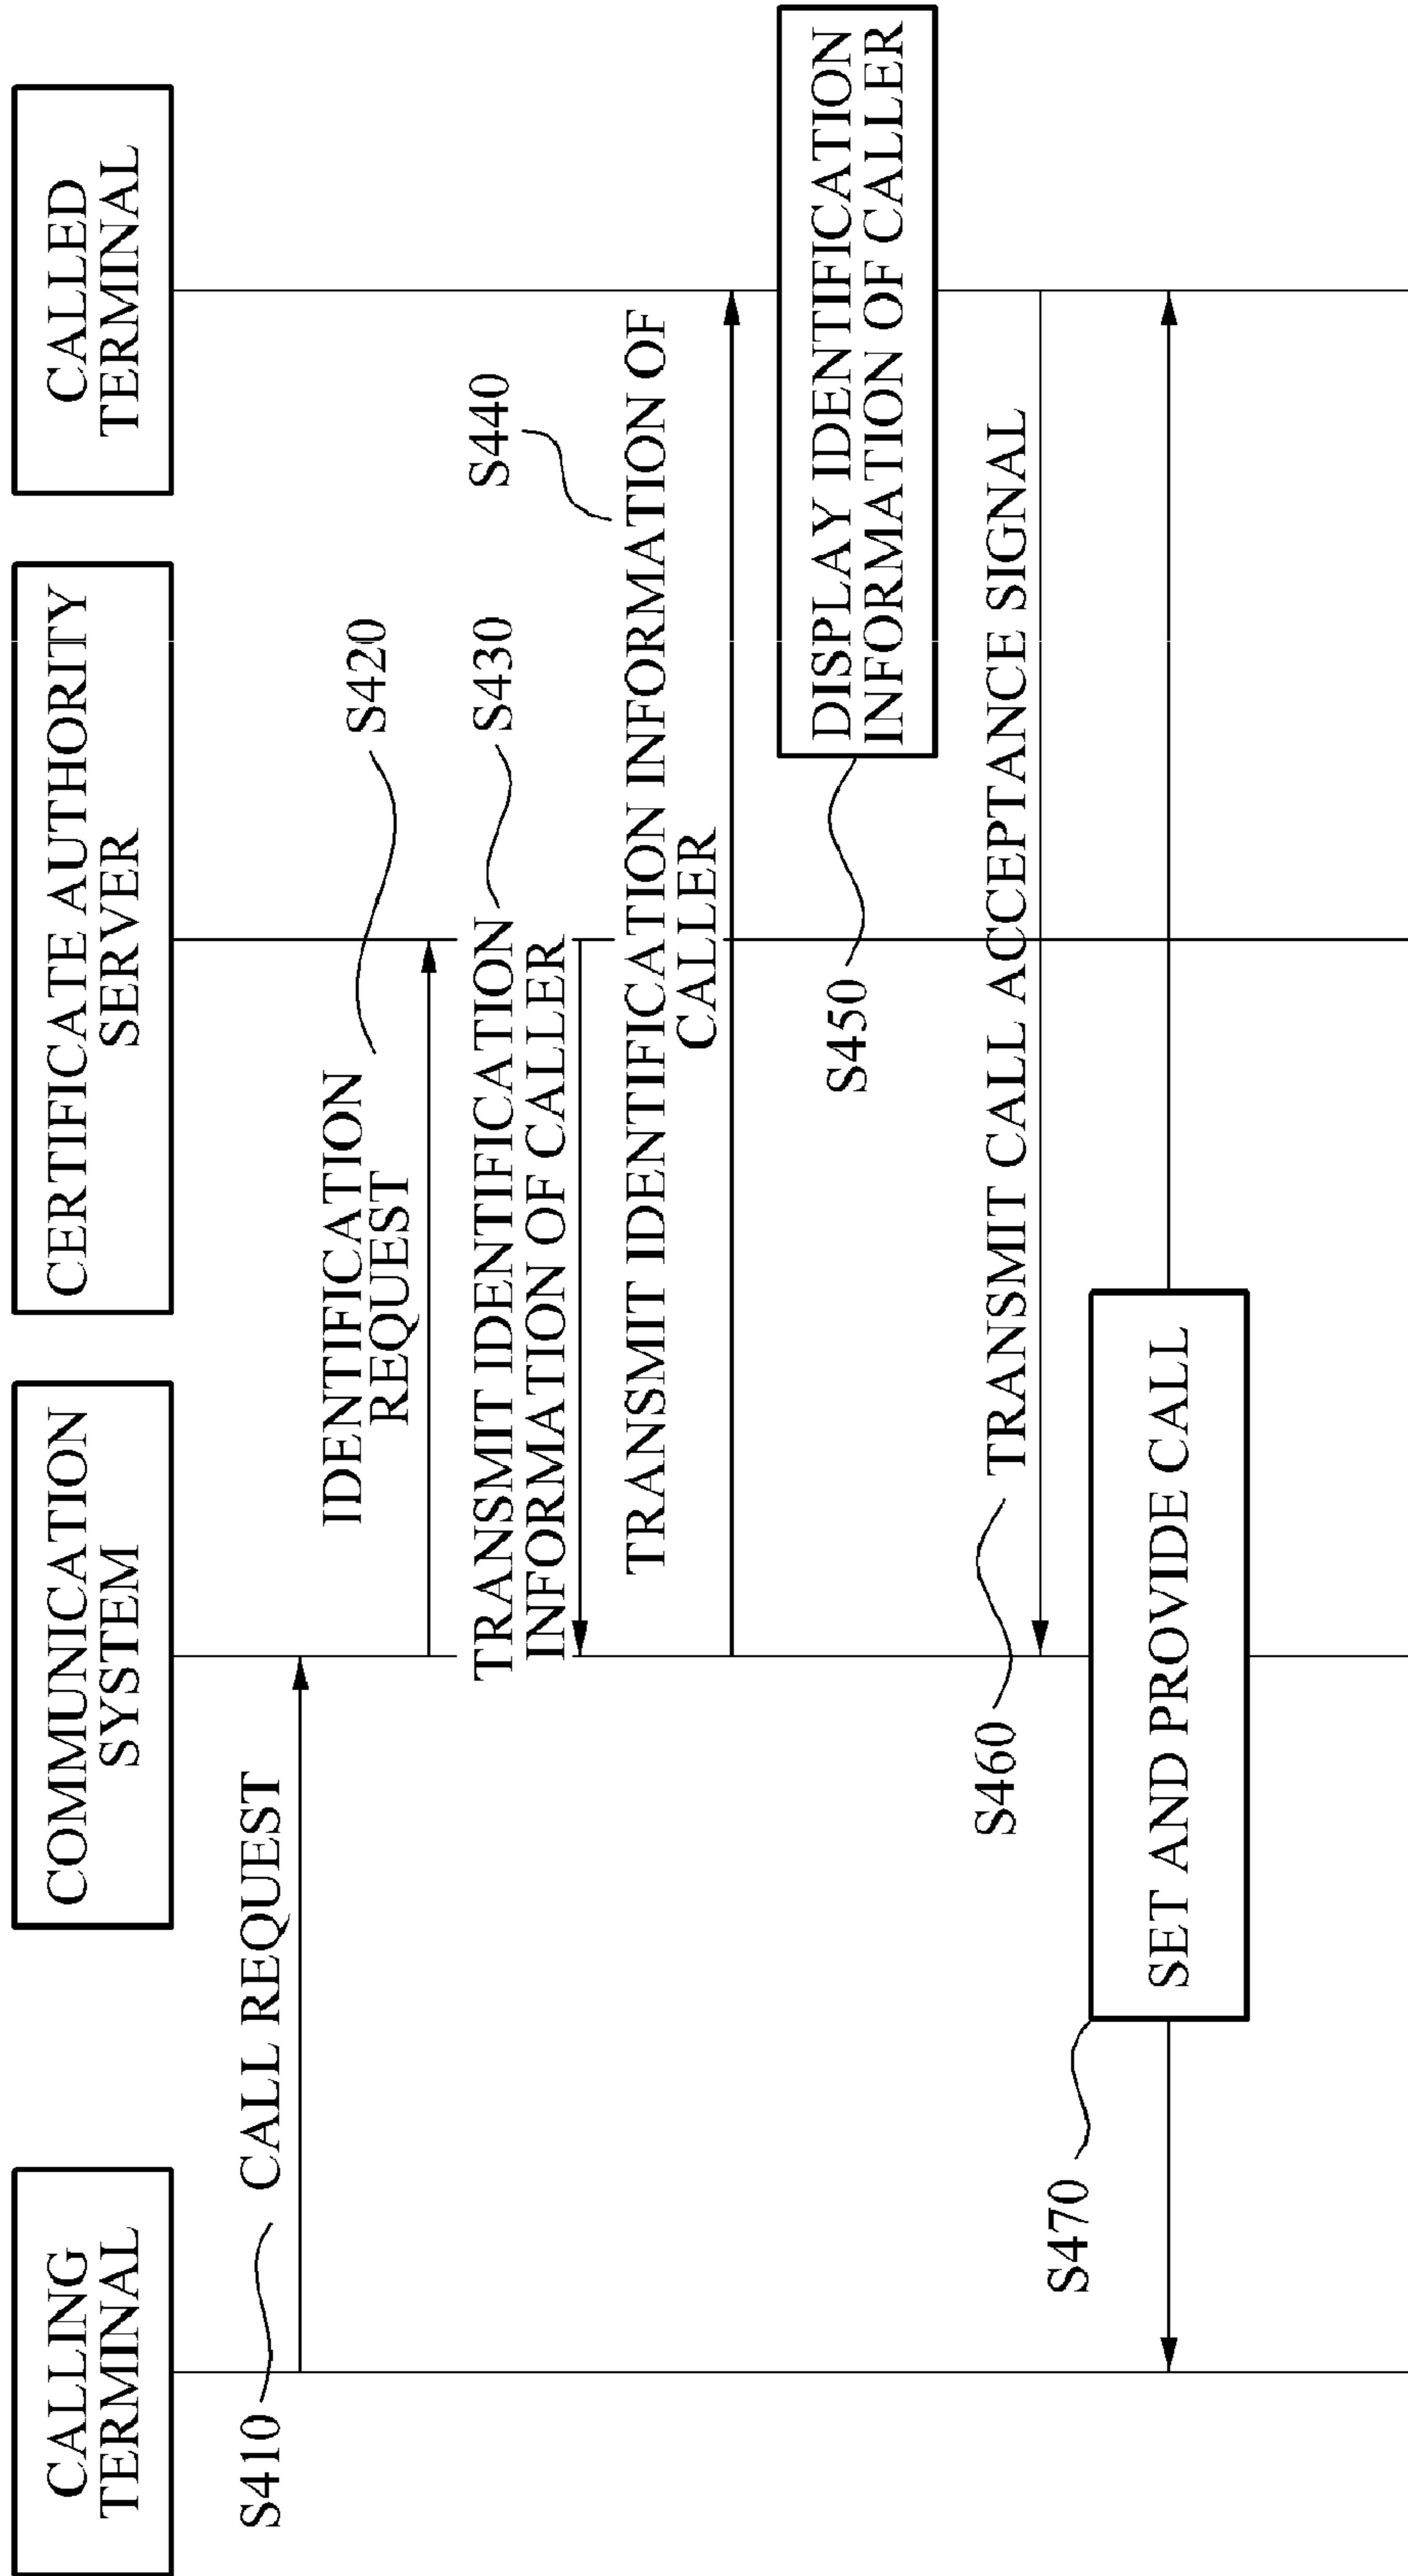 CALLING
TERMINAL
COMMUNICATION
SYSTEM
CERTIFICATE AUTHORITY
SERVER
CALLED
TERMINAL
S410
CALL REQUEST
IDENTIFICATION
REQUEST
S420
TRANSMIT IDENTIFICATION
INFORMATION OF CALLER
S430
S440
TRANSMIT IDENTIFICATION INFORMATION OF
CALLER
S450
DISPLAY IDENTIFICATION
INFORMATION OF CALLER
S460
TRANSMIT CALL ACCEPTANCE SIGNAL
S470
SET AND PROVIDE CALL